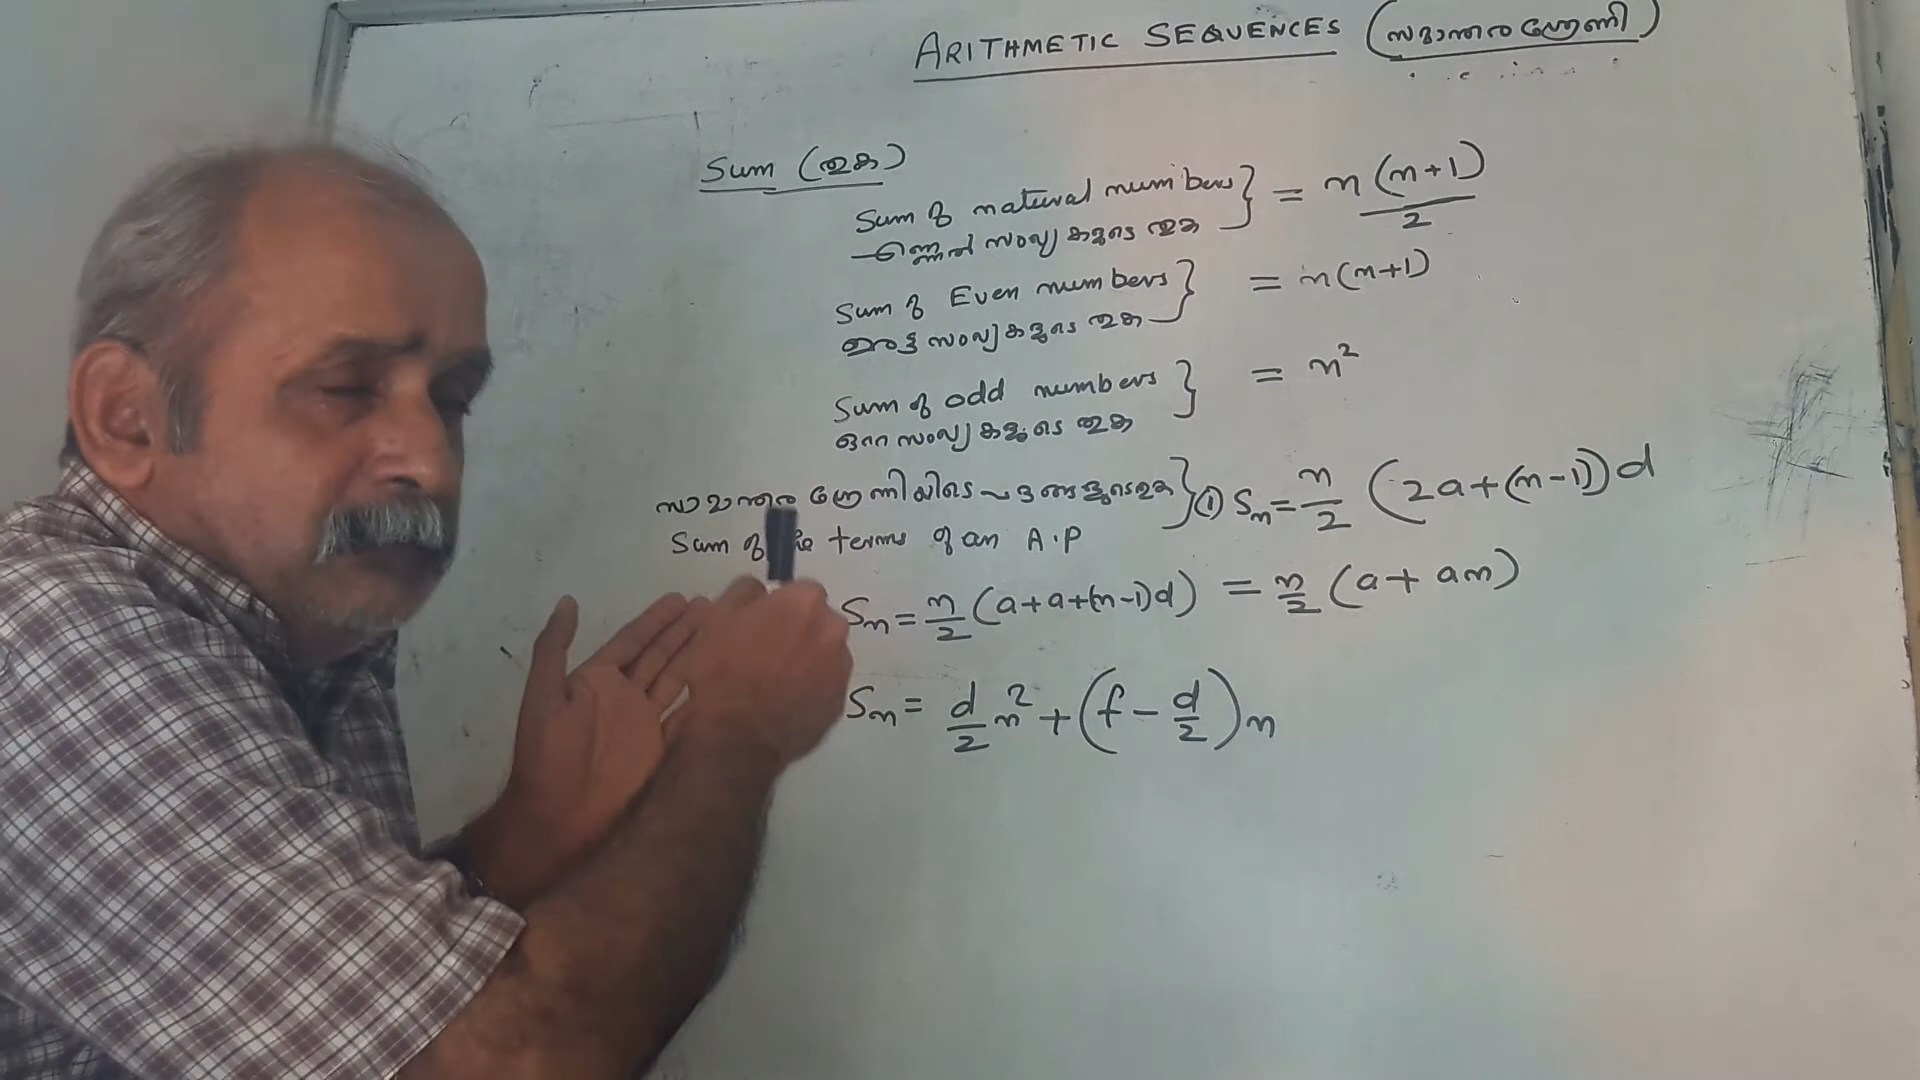 ARITHMETIC SEQUENCES (സമാന്തര ശ്രേണി)
Sum (തുക)
Sum of natural numbers } = n(n+1)/2
എണ്ണൽ സംഖ്യകളുടെ തുക
Sum of Even numbers } = n(n+1)
ഇരട്ട സംഖ്യകളുടെ തുക
Sum of odd numbers } = n²
ഒറ്റ സംഖ്യകളുടെ തുക
സമാന്തര ശ്രേണിയിടെ പദങ്ങളുടെ തുക } ① Sn = n/2 (2a+(n-1))d
Sum of the terms of an A.P
Sn = n/2 (a+a+(n-1)d) = n/2 (a+an)
Sn = d/2 n² + (f - d/2)n